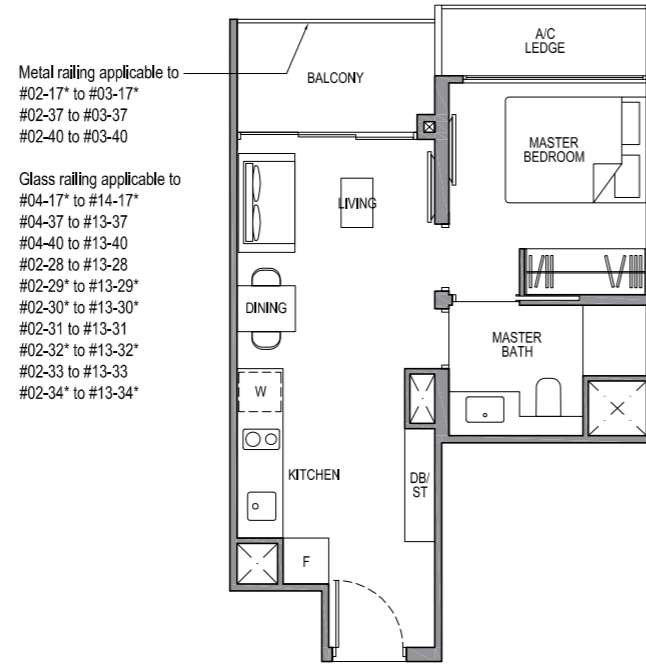 Metal railing applicable to
#02-17* to #03-17*
#02-37 to #03-37
#02-40 to #03-40
Glass railing applicable to
#04-17* to #14-17*
#04-37 to #13-37
#04-40 to #13-40
#02-28 to #13-28
#02-29* to #13-29*
#02-30* to #13-30*
#02-31 to #13-31
#02-32* to #13-32*
#02-33 to #13-33
#02-34* to #13-34*
BALCONY
A/C
LEDGE
MASTER
BEDROOM
LIVING
DINING
MASTER
BATH
W
KITCHEN
DB/
ST
F